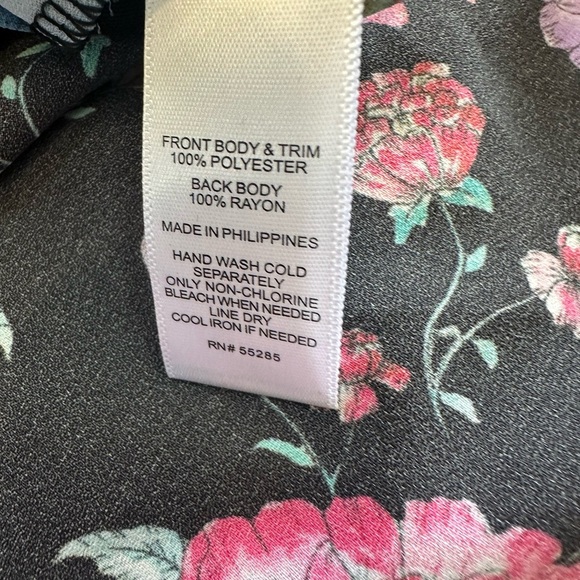 FRONT BODY & TRIM
100% POLYESTER
BACK BODY
100% RAYON
MADE IN PHILIPPINES
HAND WASH COLD
SEPARATELY
ONLY NON-CHLORINE
BLEACH WHEN NEEDED
LINE DRY
COOL IRON IF NEEDED
RN# 55285